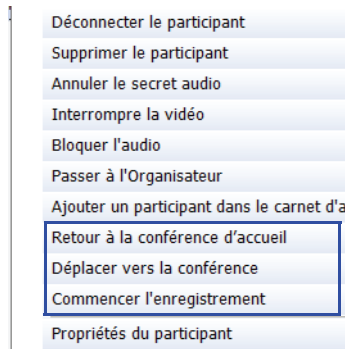 Déconnecter le participant
Supprimer le participant
Annuler le secret audio
Interrompre la vidéo
Bloquer l'audio
Passer à l'Organisateur
Ajouter un participant dans le carnet d'a
Retour à la conférence d’accueil
Déplacer vers la conférence
Commencer l'enregistrement
Propriétés du participant